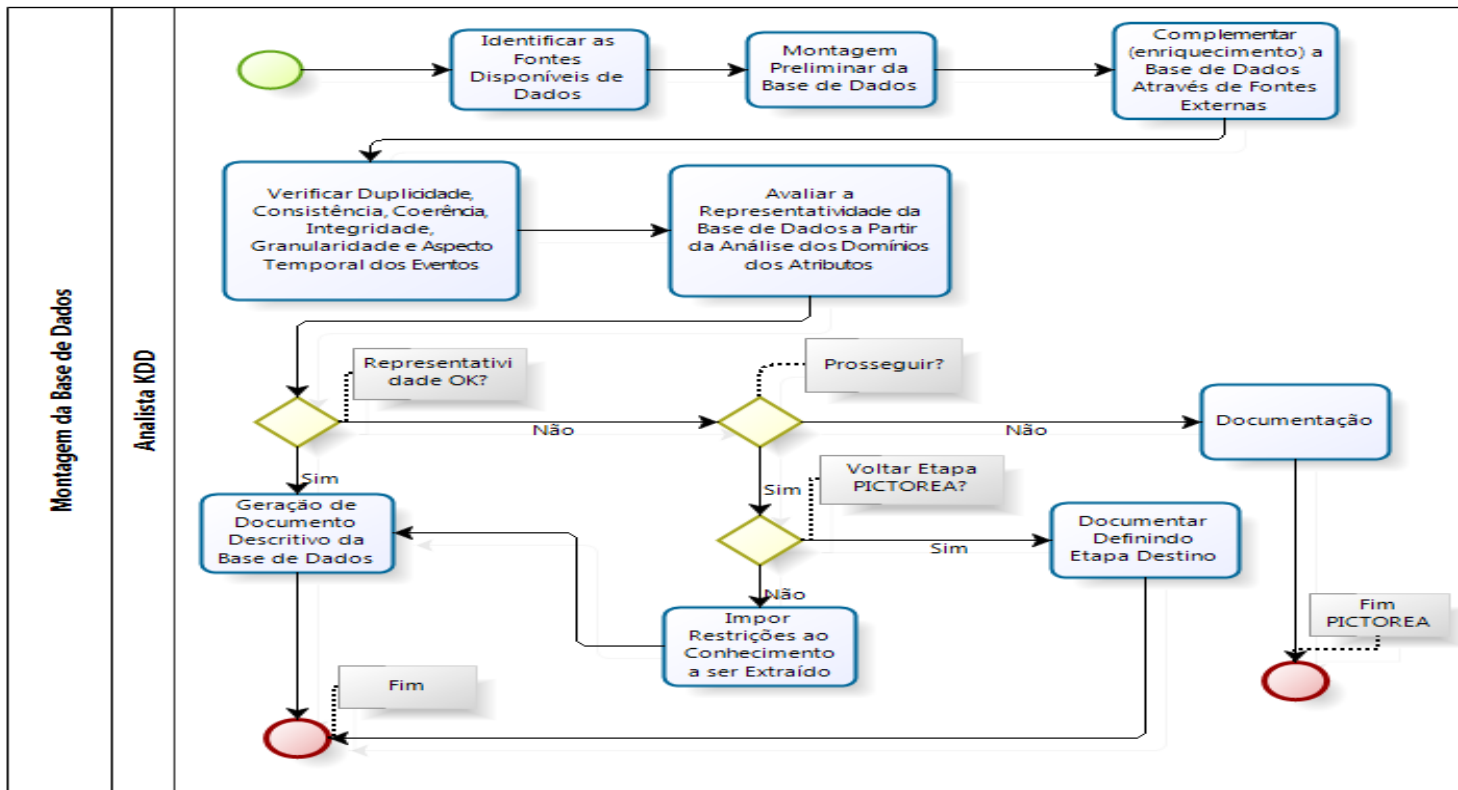 Montagem da Base de Dados
Analista KDD
Identificar as
Fontes
Disponíveis de
Dados
Montagem
Preliminar da
Base de Dados
Complementar
(enriquecimento) a
Base de Dados
Através de Fontes
Externas
Verificar Duplicidade,
Consistência, Coerência,
Integridade,
Granularidade e Aspecto
Temporal dos Eventos
Avaliar a
Representatividade da
Base de Dados a Partir
da Análise dos Domínios
dos Atributos
Representativi
dade OK?
Prosseguir?
Não
Não
Documentação
Sim
Sim
Voltar Etapa
PICTOREA?
Geração de
Documento
Descritivo da
Base de Dados
Sim
Documentar
Definindo
Etapa Destino
Não
Impor
Restrições ao
Conhecimento
a ser Extraído
Fim
PICTOREA
Fim